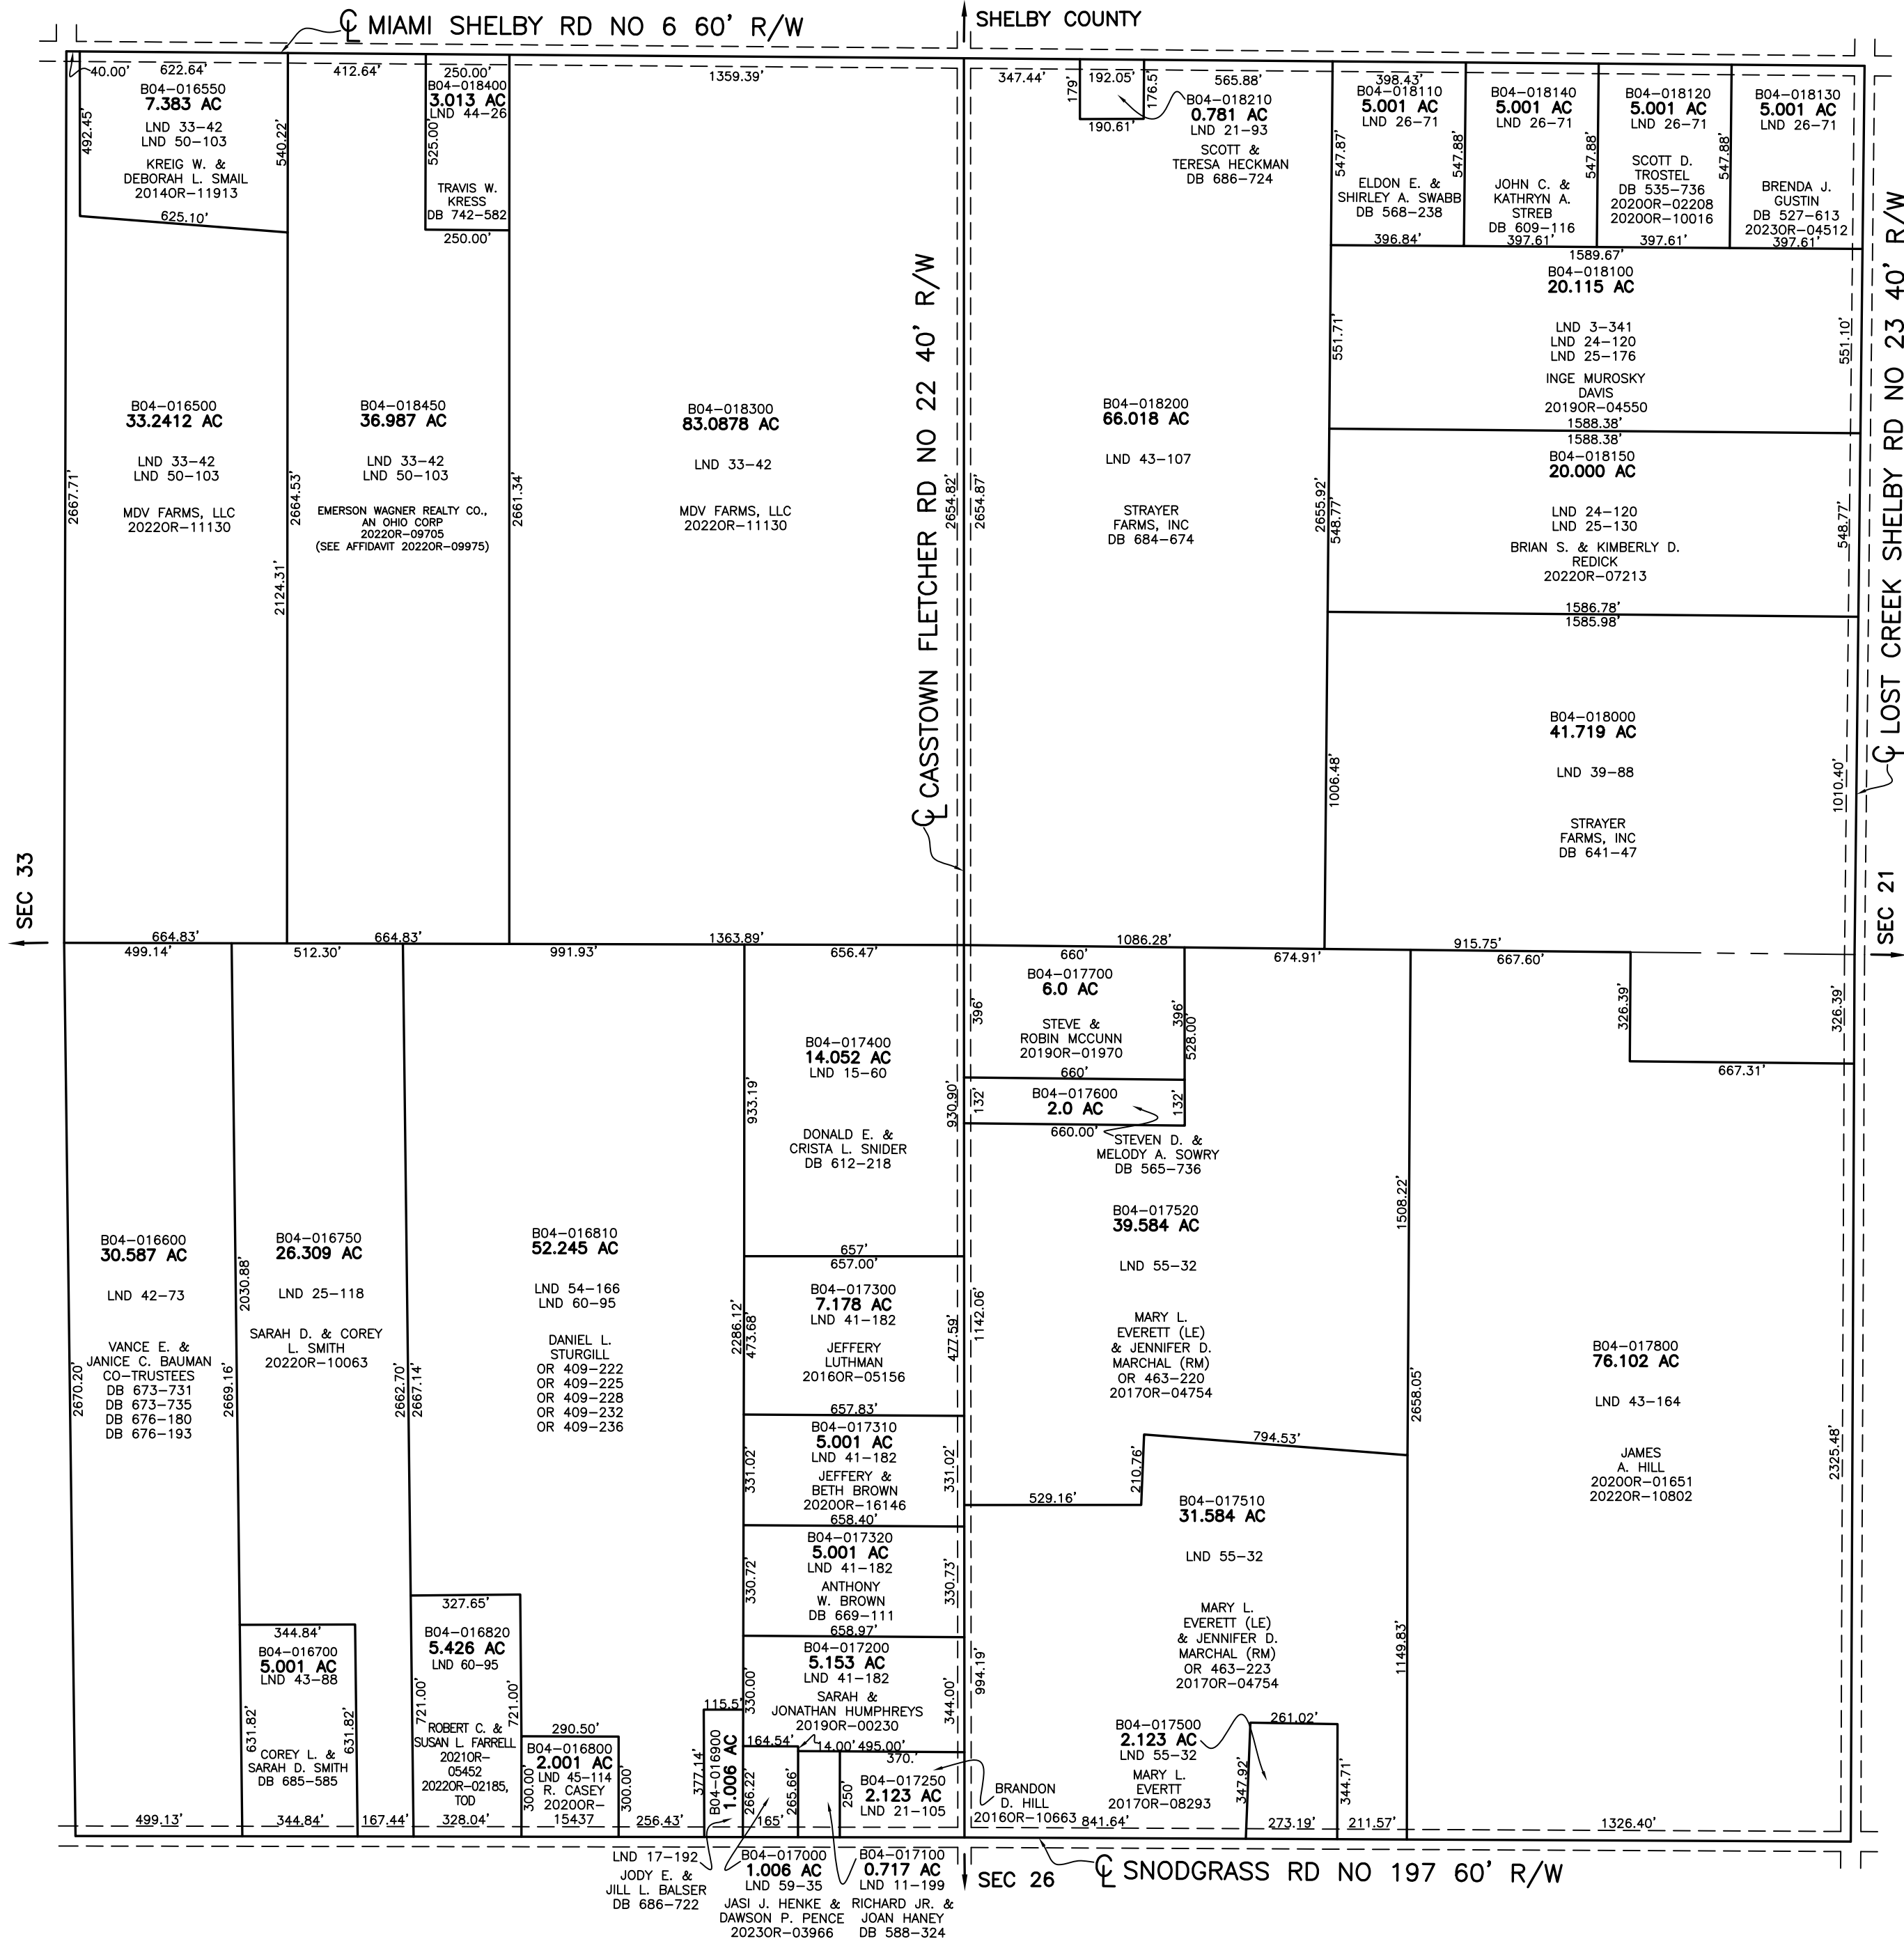 ℄ MIAMI SHELBY RD NO 6 60' R/W
SHELBY COUNTY
40.00'
622.64'
B04-016550
7.383 AC
LND 33-42
LND 50-103
KREIG W. &
DEBORAH L. SMAIL
2014OR-11913
492.45'
540.22'
625.10'
412.64'
250.00'
B04-018400
3.013 AC
LND 44-26
525.00'
TRAVIS W.
KRESS
DB 742-582
250.00'
1359.39'
347.44'
179'
192.05'
176.5'
190.61'
565.88'
B04-018210
0.781 AC
LND 21-93
SCOTT &
TERESA HECKMAN
DB 686-724
398.43'
B04-018110
5.001 AC
LND 26-71
547.87'
547.88'
ELDON E. &
SHIRLEY A. SWABB
DB 568-238
396.84'
B04-018140
5.001 AC
LND 26-71
547.88'
JOHN C. &
KATHRYN A.
STREB
DB 609-116
397.61'
B04-018120
5.001 AC
LND 26-71
547.88'
SCOTT D.
TROSTEL
DB 535-736
2020OR-02208
2020OR-10016
397.61'
B04-018130
5.001 AC
LND 26-71
BRENDA J.
GUSTIN
DB 527-613
2023OR-04512
397.61'
1589.67'
B04-018100
20.115 AC
LND 3-341
LND 24-120
LND 25-176
INGE MUROSKY
DAVIS
2019OR-04550
551.71'
551.10'
1588.38'
1588.38'
B04-018150
20.000 AC
LND 24-120
LND 25-130
BRIAN S. & KIMBERLY D.
REDICK
2022OR-07213
2655.92'
548.77'
548.77'
1586.78'
1585.98'
B04-018000
41.719 AC
LND 39-88
STRAYER
FARMS, INC
DB 641-47
1006.48'
1010.40'
℄ LOST CREEK SHELBY RD NO 23 40' R/W
B04-016500
33.2412 AC
LND 33-42
LND 50-103
MDV FARMS, LLC
2022OR-11130
2667.71'
2664.53'
2124.31'
B04-018450
36.987 AC
LND 33-42
LND 50-103
EMERSON WAGNER REALTY CO.,
AN OHIO CORP
2022OR-09705
(SEE AFFIDAVIT 2022OR-09975)
2661.34'
B04-018300
83.0878 AC
LND 33-42
MDV FARMS, LLC
2022OR-11130
℄ CASSTOWN FLETCHER RD NO 22 40' R/W
2654.82'
2654.87'
B04-018200
66.018 AC
LND 43-107
STRAYER
FARMS, INC
DB 684-674
SEC 33
SEC 21
664.83'
664.83'
1363.89'
1086.28'
915.75'
499.14'
512.30'
991.93'
656.47'
660'
674.91'
667.60'
B04-017700
6.0 AC
STEVE &
ROBIN MCCUNN
2019OR-01970
396'
396'
528.00'
660'
B04-017600
2.0 AC
132'
132'
660.00'
STEVEN D. &
MELODY A. SOWRY
DB 565-736
326.39'
326.39'
667.31'
B04-017400
14.052 AC
LND 15-60
DONALD E. &
CRISTA L. SNIDER
DB 612-218
933.19'
930.90'
657'
657.00'
B04-017300
7.178 AC
LND 41-182
JEFFERY
LUTHMAN
2016OR-05156
2286.12'
473.68'
477.59'
1142.06'
657.83'
B04-017310
5.001 AC
LND 41-182
JEFFERY &
BETH BROWN
2020OR-16146
331.02'
331.02'
658.40'
B04-017320
5.001 AC
LND 41-182
ANTHONY
W. BROWN
DB 669-111
330.72'
330.73'
658.97'
B04-017200
5.153 AC
LND 41-182
SARAH &
JONATHAN HUMPHREYS
2019OR-00230
330.00'
344.00'
994.19'
B04-016600
30.587 AC
LND 42-73
VANCE E. &
JANICE C. BAUMAN
CO-TRUSTEES
DB 673-731
DB 673-735
DB 676-180
DB 676-193
2670.20'
2669.16'
2030.88'
B04-016750
26.309 AC
LND 25-118
SARAH D. & COREY
L. SMITH
2022OR-10063
2662.70'
2667.14'
B04-016810
52.245 AC
LND 54-166
LND 60-95
DANIEL L.
STURGILL
OR 409-222
OR 409-225
OR 409-228
OR 409-232
OR 409-236
B04-017520
39.584 AC
LND 55-32
MARY L.
EVERETT (LE)
& JENNIFER D.
MARCHAL (RM)
OR 463-220
2017OR-04754
1508.22'
2658.05'
794.53'
210.76'
529.16'
B04-017510
31.584 AC
LND 55-32
MARY L.
EVERETT (LE)
& JENNIFER D.
MARCHAL (RM)
OR 463-223
2017OR-04754
1149.83'
B04-017800
76.102 AC
LND 43-164
JAMES
A. HILL
2020OR-01651
2022OR-10802
2325.48'
344.84'
B04-016700
5.001 AC
LND 43-88
631.82'
631.82'
COREY L. &
SARAH D. SMITH
DB 685-585
327.65'
B04-016820
5.426 AC
LND 60-95
721.00'
721.00'
ROBERT C. &
SUSAN L. FARRELL
2021OR-
05452
2022OR-02185,
TOD
290.50'
B04-016800
2.001 AC
LND 45-114
R. CASEY
2020OR-
15437
300.00'
300.00'
115.5'
377.14'
B04-016900
1.006 AC
164.54'
14.00'
495.00'
266.22'
265.66'
370.'
250'
B04-017250
2.123 AC
LND 21-105
BRANDON
D. HILL
2016OR-10663
B04-017500
2.123 AC
LND 55-32
MARY L.
EVERTT
2017OR-08293
261.02'
347.92'
344.71'
499.13'
344.84'
167.44'
328.04'
256.43'
165'
841.64'
273.19'
211.57'
1326.40'
LND 17-192
JODY E. &
JILL L. BALSER
DB 686-722
B04-017000
1.006 AC
LND 59-35
JASI J. HENKE &
DAWSON P. PENCE
2023OR-03966
B04-017100
0.717 AC
LND 11-199
RICHARD JR. &
JOAN HANEY
DB 588-324
SEC 26
℄ SNODGRASS RD NO 197 60' R/W